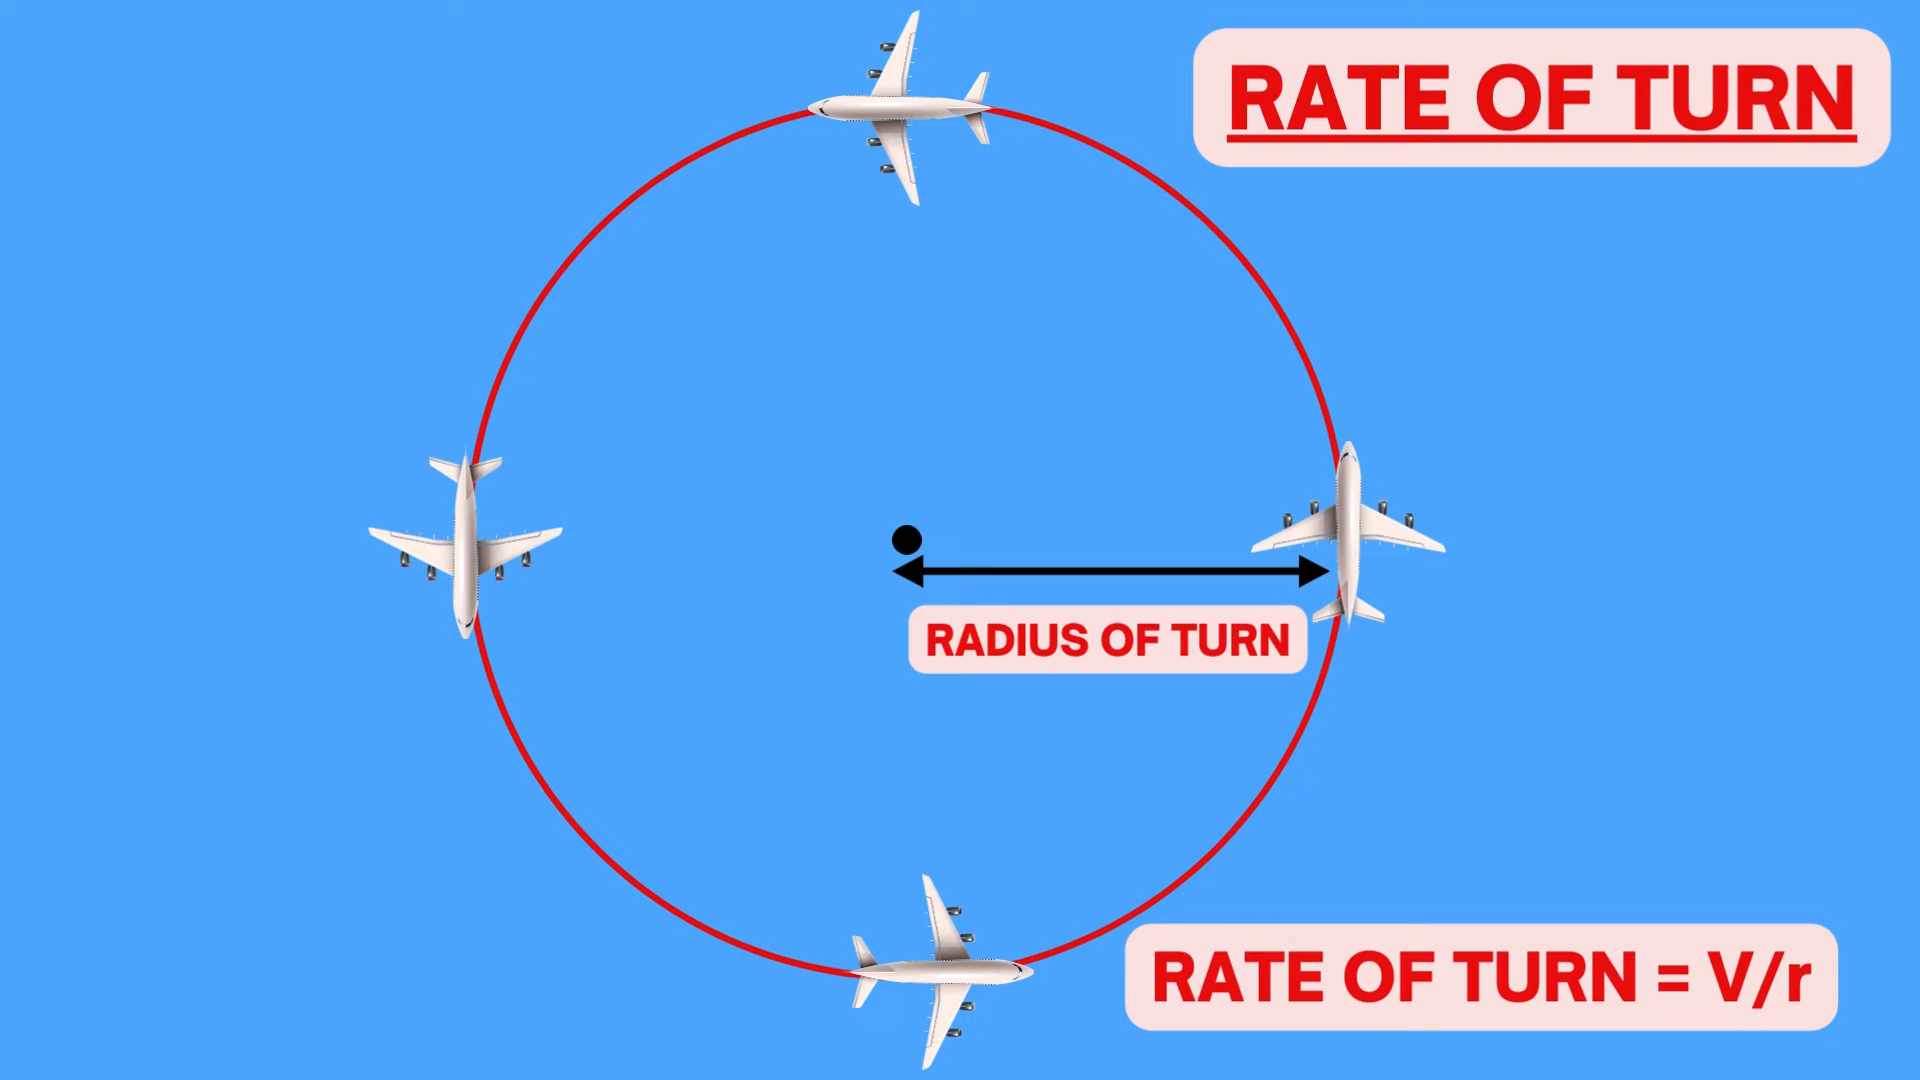 RATE OF TURN
RADIUS OF TURN
RATE OF TURN = V/r